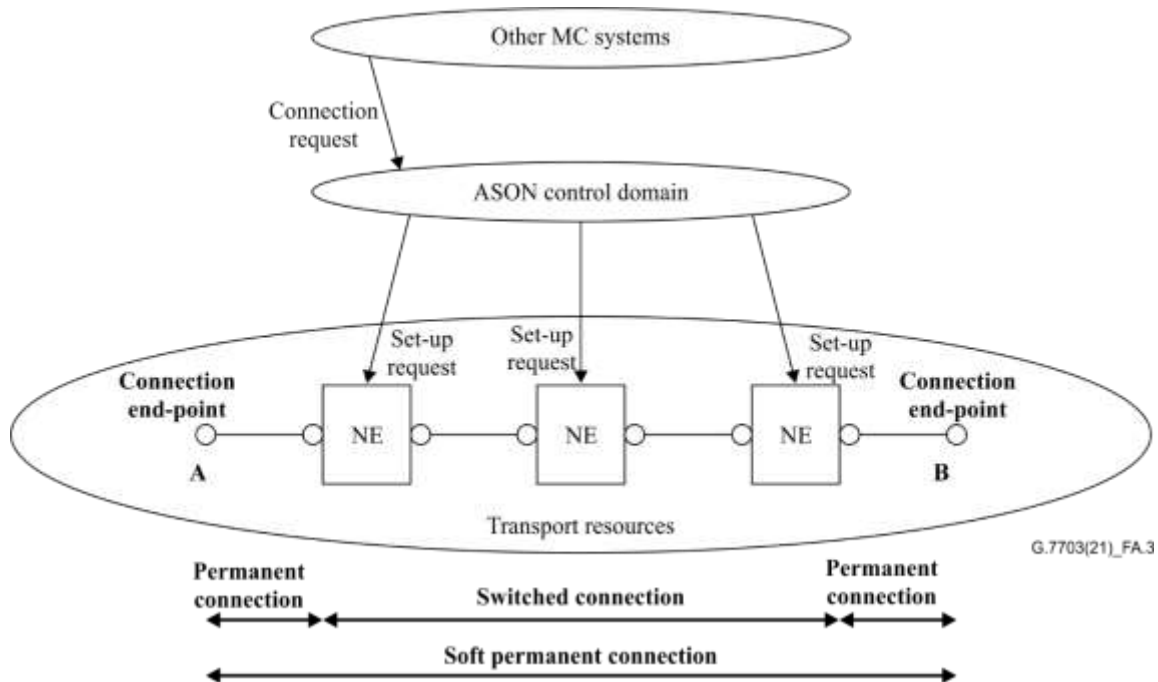 Other MC systems
Connection
request
ASON control domain
Set-up
request
Set-up
request
Set-up
request
Connection
end-point
Connection
end-point
NE
NE
NE
A
B
Transport resources
G.7703(21)_FA.3
Permanent
connection
Switched connection
Permanent
connection
Soft permanent connection